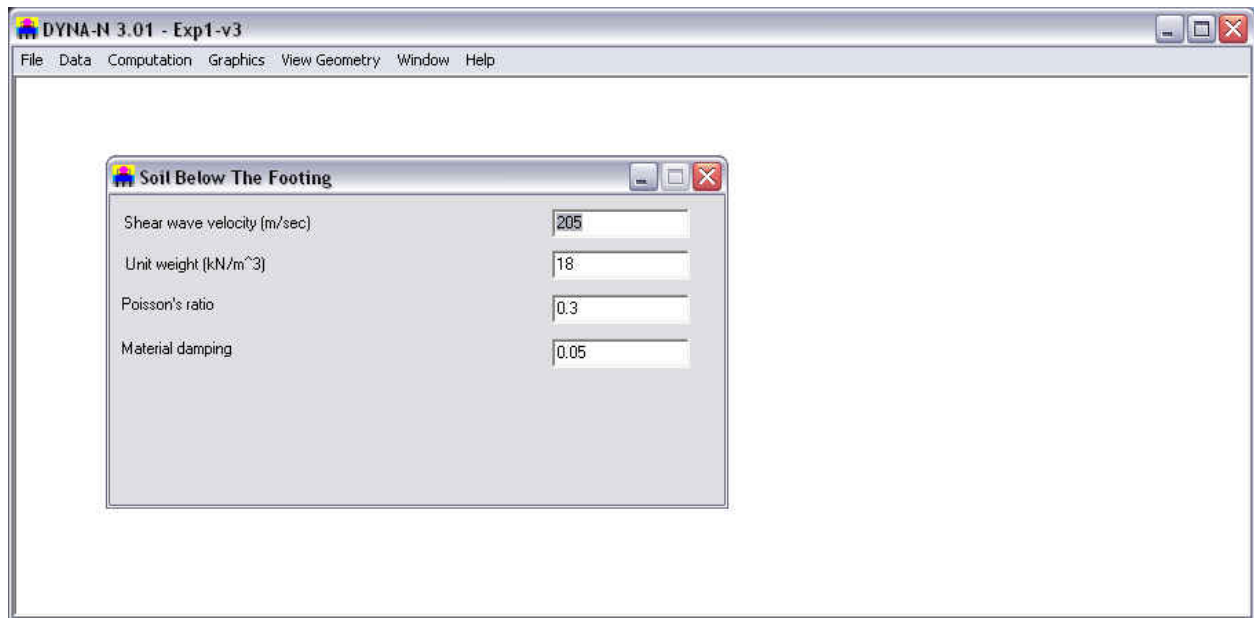 DYNA-N 3.01 - Exp1-v3
File Data Computation Graphics View Geometry Window Help
Soil Below The Footing
Shear wave velocity (m/sec) 205
Unit weight (kN/m^3) 18
Poisson's ratio 0.3
Material damping 0.05